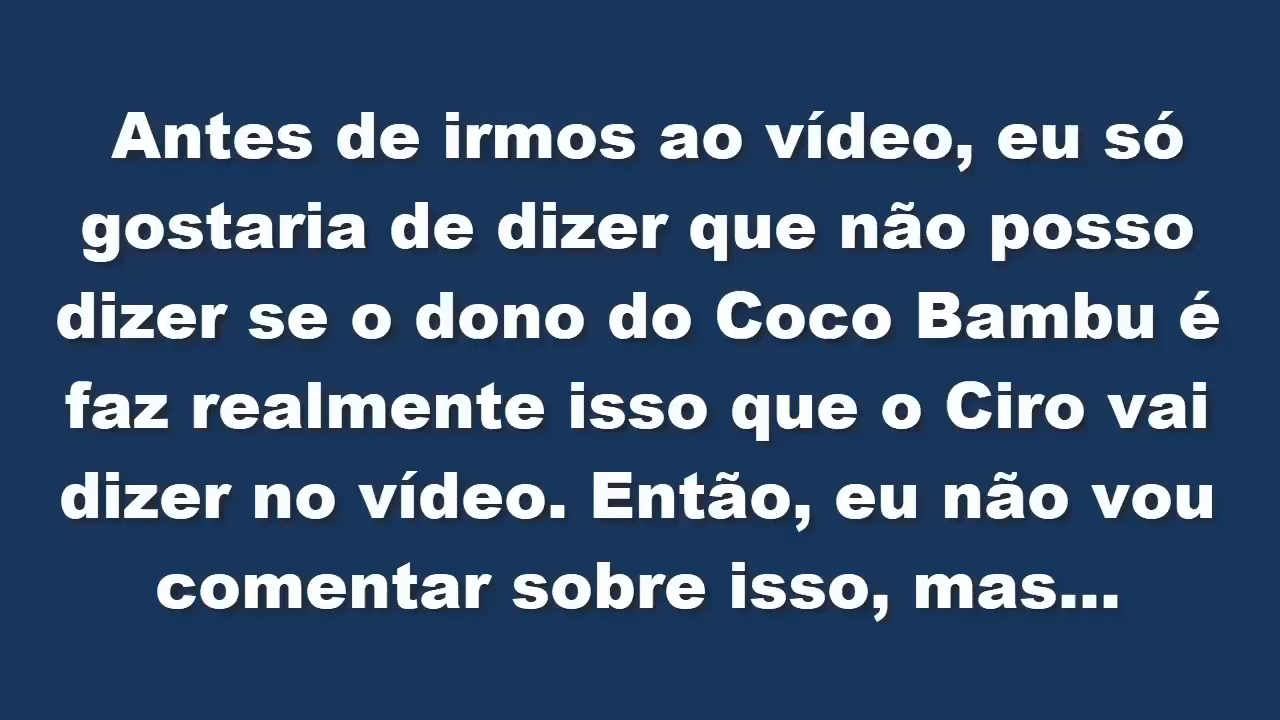 Antes de irmos ao vídeo, eu só
gostaria de dizer que não posso
dizer se o dono do Coco Bambu é
faz realmente isso que o Ciro vai
dizer no vídeo. Então, eu não vou
comentar sobre isso, mas...